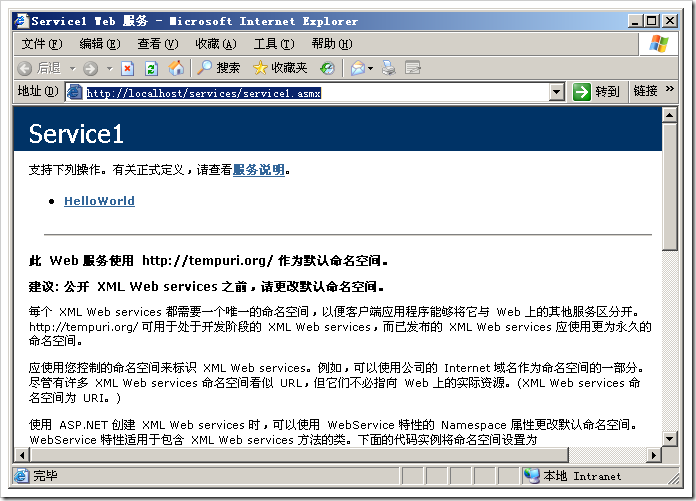 Service1 Web 服务 - Microsoft Internet Explorer
文件(F) 编辑(E) 查看(V) 收藏(A) 工具(T) 帮助(H)
后退 搜索 收藏夹
地址(D) http://localhost/services/service1.asmx 转到 链接 »
Service1
支持下列操作。有关正式定义，请查看服务说明。
• HelloWorld
此 Web 服务使用 http://tempuri.org/ 作为默认命名空间。
建议: 公开 XML Web services 之前，请更改默认命名空间。
每个 XML Web services 都需要一个唯一的命名空间，以便客户端应用程序能够将它与 Web 上的其他服务区分开。
http://tempuri.org/ 可用于处于开发阶段的 XML Web services，而已发布的 XML Web services 应使用更为永久的
命名空间。
应使用您控制的命名空间来标识 XML Web services。例如，可以使用公司的 Internet 域名作为命名空间的一部分。
尽管有许多 XML Web services 命名空间看似 URL，但它们不必指向 Web 上的实际资源。(XML Web services 命
名空间为 URI。)
使用 ASP.NET 创建 XML Web services 时，可以使用 WebService 特性的 Namespace 属性更改默认命名空间。
WebService 特性适用于包含 XML Web services 方法的类。下面的代码实例将命名空间设置为
完毕 本地 Intranet